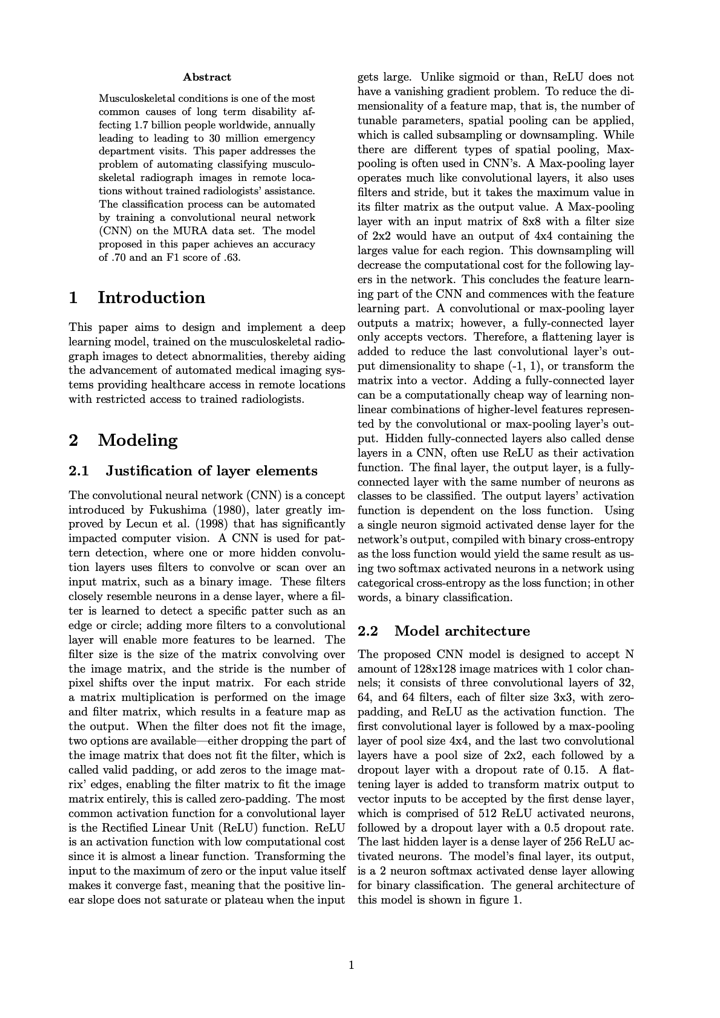 Abstract
Musculoskeletal conditions is one of the most
common causes of long term disability af-
fecting 1.7 billion people worldwide, annually
leading to leading to 30 million emergency
department visits. This paper addresses the
problem of automating classifying musculo-
skeletal radiograph images in remote loca-
tions without trained radiologists' assistance.
The classification process can be automated
by training a convolutional neural network
(CNN) on the MURA data set. The model
proposed in this paper achieves an accuracy
of .70 and an F1 score of .63.
1 Introduction
This paper aims to design and implement a deep
learning model, trained on the musculoskeletal radio-
graph images to detect abnormalities, thereby aiding
the advancement of automated medical imaging sys-
tems providing healthcare access in remote locations
with restricted access to trained radiologists.
2 Modeling
2.1 Justification of layer elements
The convolutional neural network (CNN) is a concept
introduced by Fukushima (1980), later greatly im-
proved by Lecun et al. (1998) that has significantly
impacted computer vision. A CNN is used for pat-
tern detection, where one or more hidden convolu-
tion layers uses filters to convolve or scan over an
input matrix, such as a binary image. These filters
closely resemble neurons in a dense layer, where a fil-
ter is learned to detect a specific patter such as an
edge or circle; adding more filters to a convolutional
layer will enable more features to be learned. The
filter size is the size of the matrix convolving over
the image matrix, and the stride is the number of
pixel shifts over the input matrix. For each stride
a matrix multiplication is performed on the image
and filter matrix, which results in a feature map as
the output. When the filter does not fit the image,
two options are available—either dropping the part of
the image matrix that does not fit the filter, which is
called valid padding, or add zeros to the image mat-
rix' edges, enabling the filter matrix to fit the image
matrix entirely, this is called zero-padding. The most
common activation function for a convolutional layer
is the Rectified Linear Unit (ReLU) function. ReLU
is an activation function with low computational cost
since it is almost a linear function. Transforming the
input to the maximum of zero or the input value itself
makes it converge fast, meaning that the positive lin-
ear slope does not saturate or plateau when the input
gets large. Unlike sigmoid or than, ReLU does not
have a vanishing gradient problem. To reduce the di-
mensionality of a feature map, that is, the number of
tunable parameters, spatial pooling can be applied,
which is called subsampling or downsampling. While
there are different types of spatial pooling, Max-
pooling is often used in CNN's. A Max-pooling layer
operates much like convolutional layers, it also uses
filters and stride, but it takes the maximum value in
its filter matrix as the output value. A Max-pooling
layer with an input matrix of 8x8 with a filter size
of 2x2 would have an output of 4x4 containing the
larges value for each region. This downsampling will
decrease the computational cost for the following lay-
ers in the network. This concludes the feature learn-
ing part of the CNN and commences with the feature
learning part. A convolutional or max-pooling layer
outputs a matrix; however, a fully-connected layer
only accepts vectors. Therefore, a flattening layer is
added to reduce the last convolutional layer's out-
put dimensionality to shape (-1, 1), or transform the
matrix into a vector. Adding a fully-connected layer
can be a computationally cheap way of learning non-
linear combinations of higher-level features represen-
ted by the convolutional or max-pooling layer's out-
put. Hidden fully-connected layers also called dense
layers in a CNN, often use ReLU as their activation
function. The final layer, the output layer, is a fully-
connected layer with the same number of neurons as
classes to be classified. The output layers' activation
function is dependent on the loss function. Using
a single neuron sigmoid activated dense layer for the
network's output, compiled with binary cross-entropy
as the loss function would yield the same result as us-
ing two softmax activated neurons in a network using
categorical cross-entropy as the loss function; in other
words, a binary classification.
2.2 Model architecture
The proposed CNN model is designed to accept N
amount of 128x128 image matrices with 1 color chan-
nels; it consists of three convolutional layers of 32,
64, and 64 filters, each of filter size 3x3, with zero-
padding, and ReLU as the activation function. The
first convolutional layer is followed by a max-pooling
layer of pool size 4x4, and the last two convolutional
layers have a pool size of 2x2, each followed by a
dropout layer with a dropout rate of 0.15. A flat-
tening layer is added to transform matrix output to
vector inputs to be accepted by the first dense layer,
which is comprised of 512 ReLU activated neurons,
followed by a dropout layer with a 0.5 dropout rate.
The last hidden layer is a dense layer of 256 ReLU ac-
tivated neurons. The model's final layer, its output,
is a 2 neuron softmax activated dense layer allowing
for binary classification. The general architecture of
this model is shown in figure 1.
1